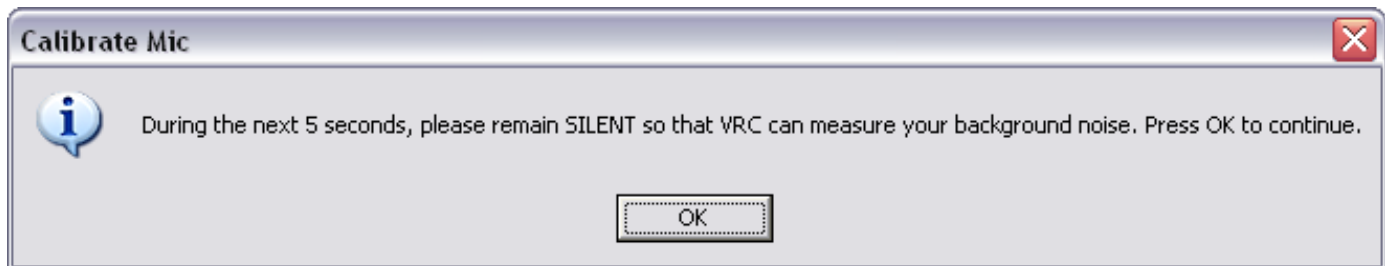 Calibrate Mic
During the next 5 seconds, please remain SILENT so that VRC can measure your background noise. Press OK to continue.
OK